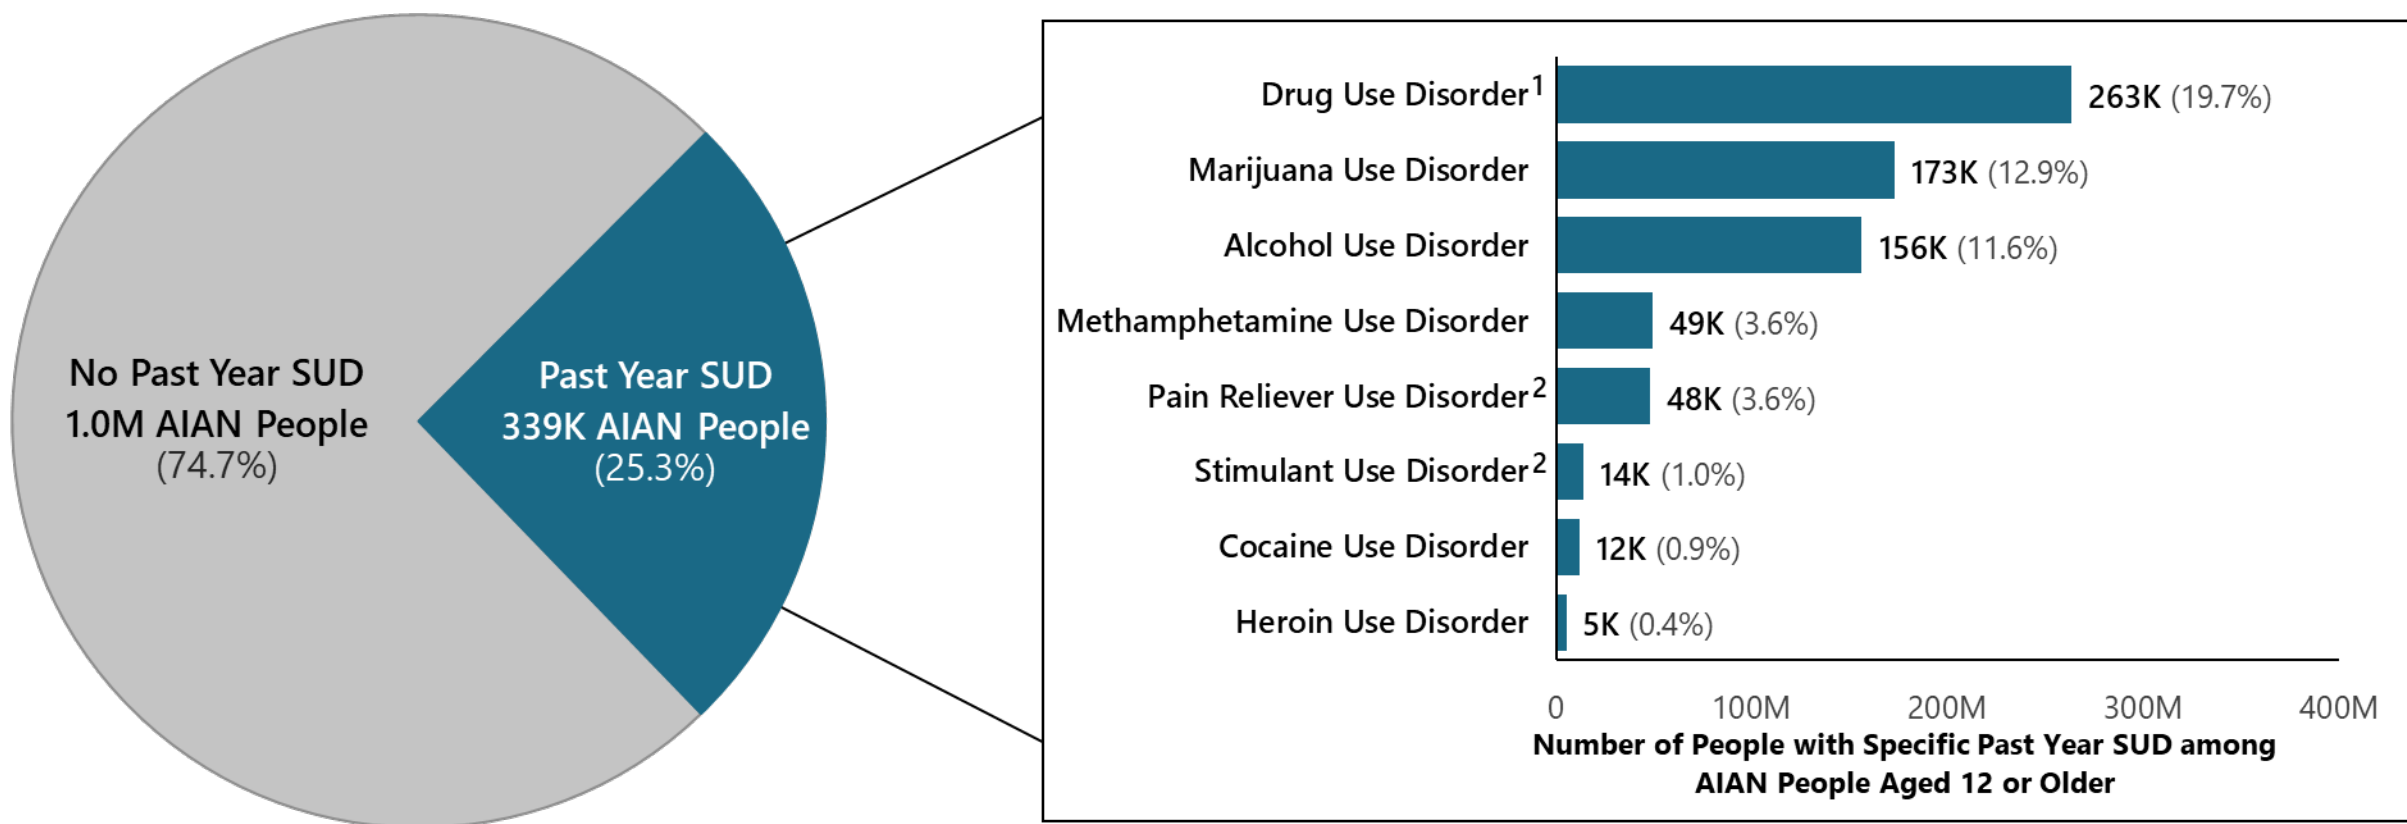 No Past Year SUD
1.0M AIAN People
(74.7%)
Past Year SUD
339K AIAN People
(25.3%)
Drug Use Disorder¹ 263K (19.7%)
Marijuana Use Disorder 173K (12.9%)
Alcohol Use Disorder 156K (11.6%)
Methamphetamine Use Disorder 49K (3.6%)
Pain Reliever Use Disorder² 48K (3.6%)
Stimulant Use Disorder² 14K (1.0%)
Cocaine Use Disorder 12K (0.9%)
Heroin Use Disorder 5K (0.4%)
0 100M 200M 300M 400M
Number of People with Specific Past Year SUD among
AIAN People Aged 12 or Older